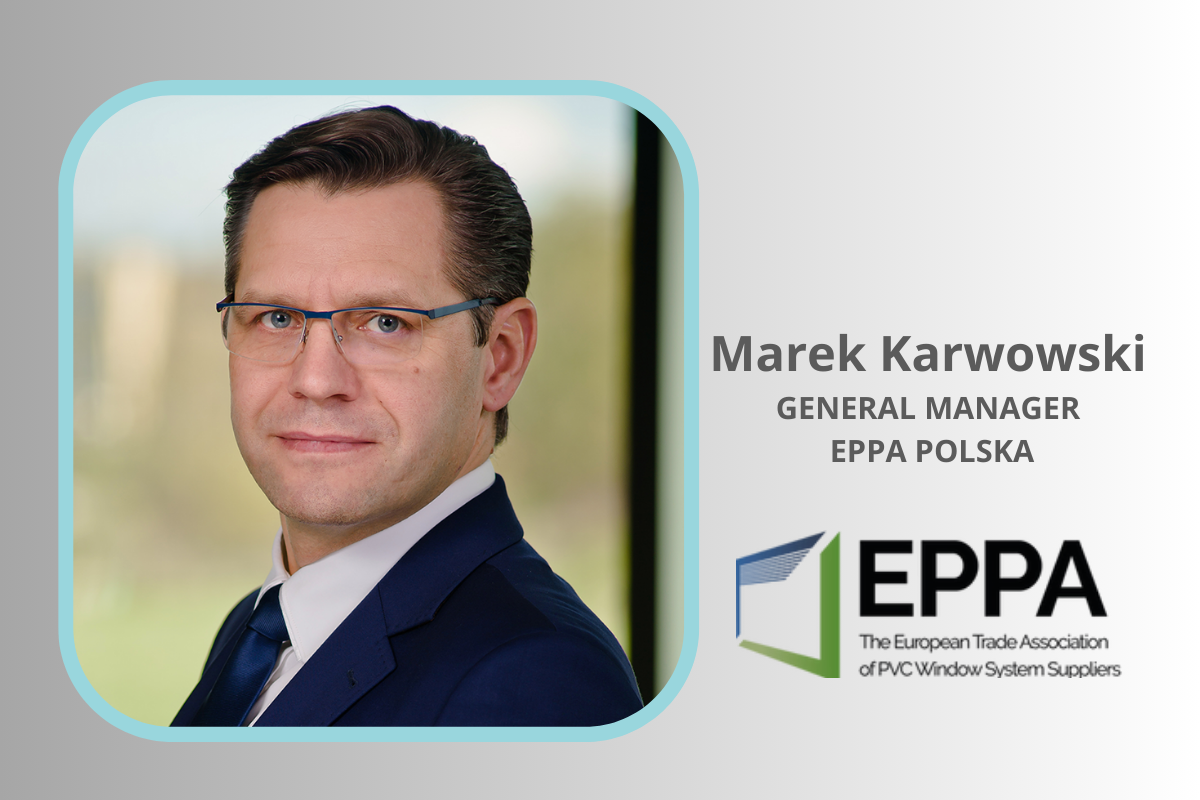 Marek Karwowski
GENERAL MANAGER
EPPA POLSKA
EPPA
The European Trade Association
of PVC Window System Suppliers